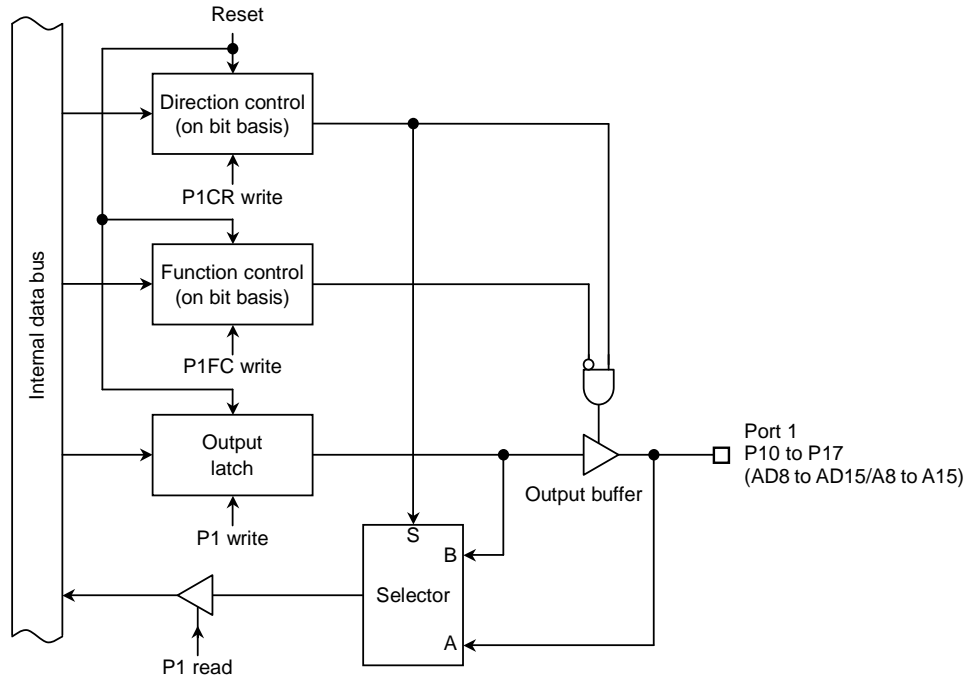 Reset
Direction control
(on bit basis)
P1CR write
Internal data bus
Function control
(on bit basis)
P1FC write
Output
latch
P1 write
Output buffer
Port 1
P10 to P17
(AD8 to AD15/A8 to A15)
S
B
Selector
A
P1 read